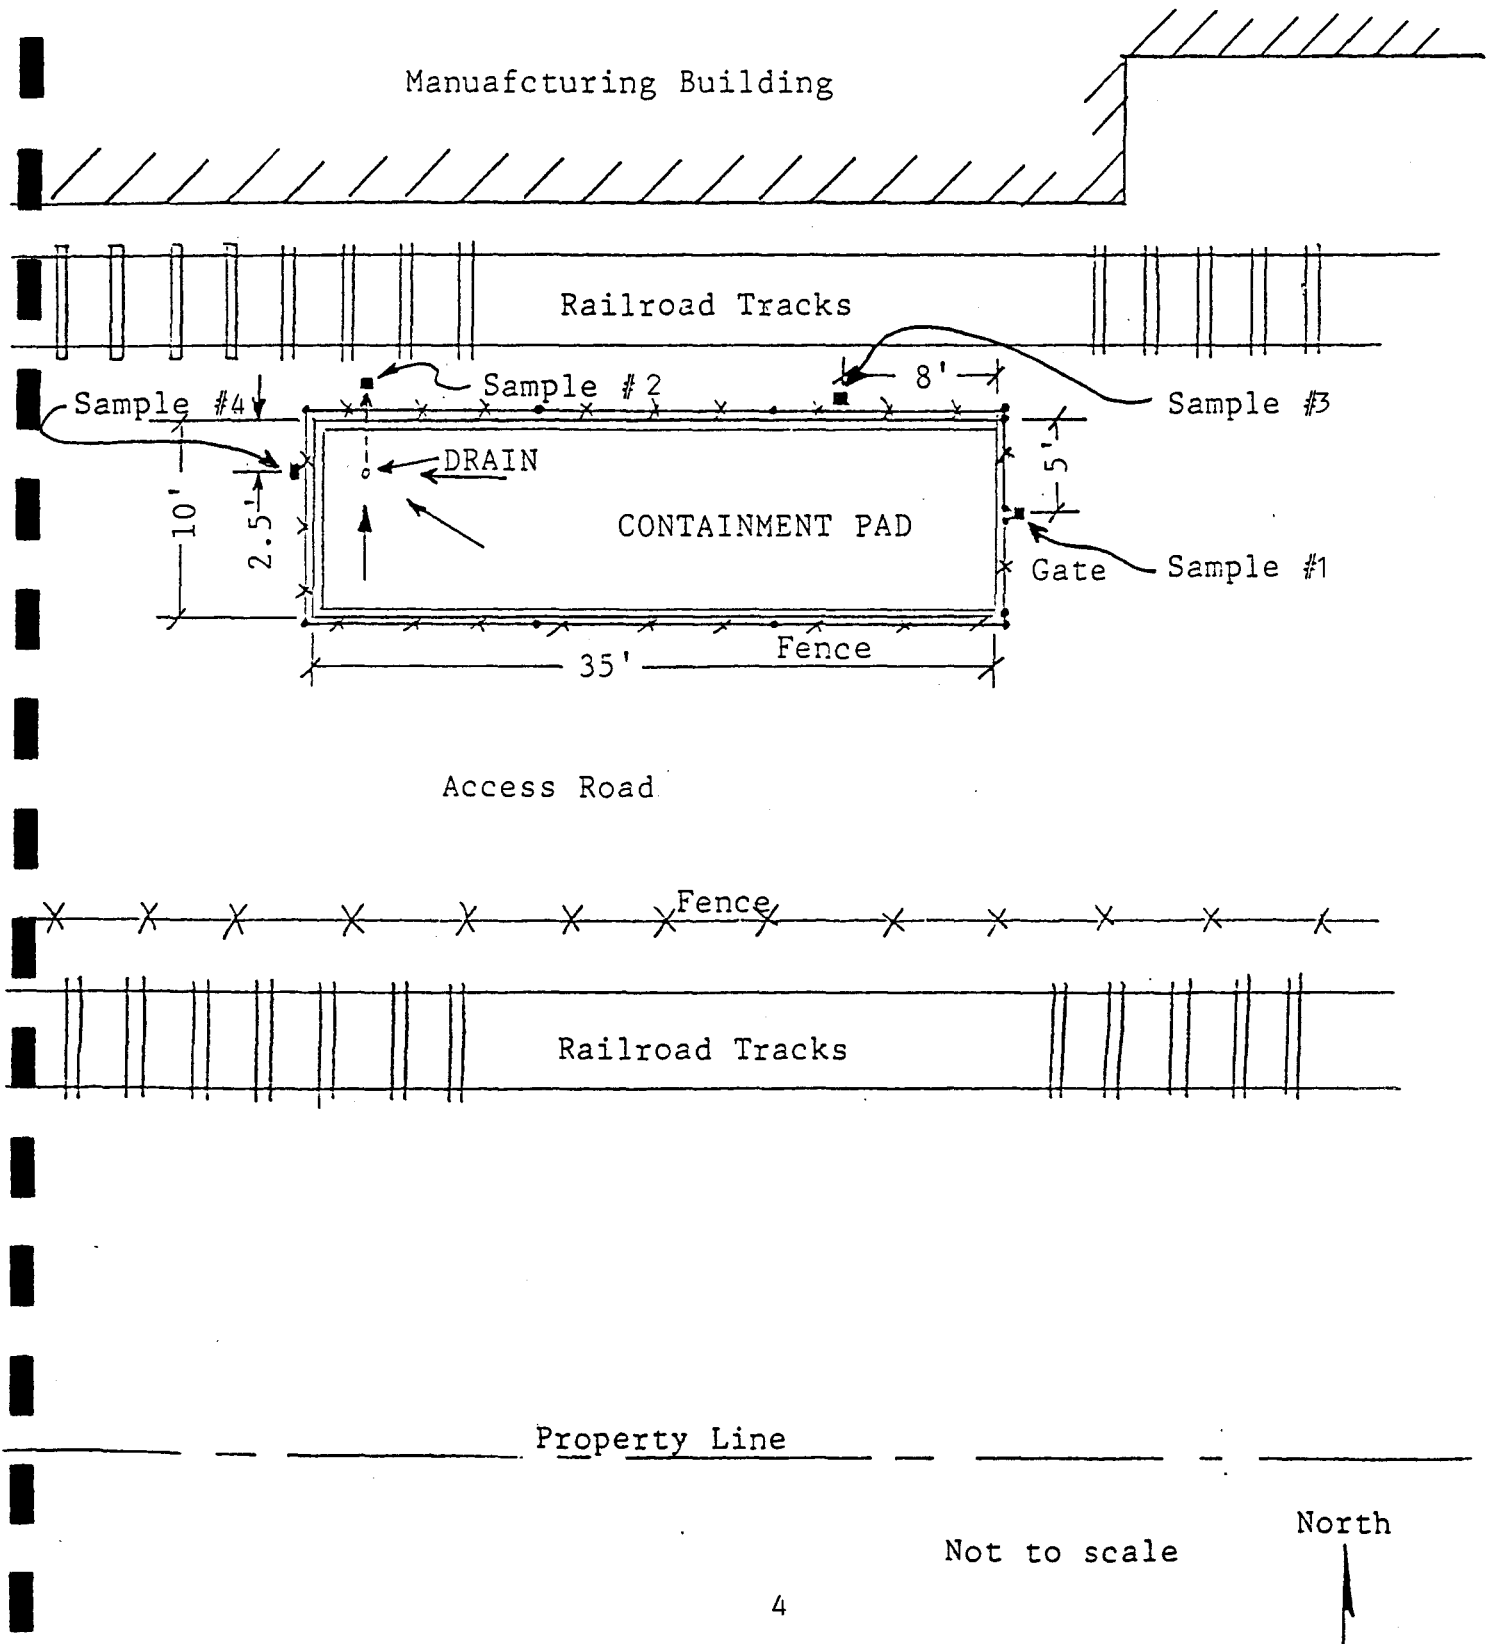 Manuafcturing Building
Railroad Tracks
8'
Sample #2
Sample #4
Sample #3
DRAIN
5'
10'
2.5'
CONTAINMENT PAD
Gate
Sample #1
Fence
35'
Access Road
Fence
Railroad Tracks
Property Line
North
Not to scale
4